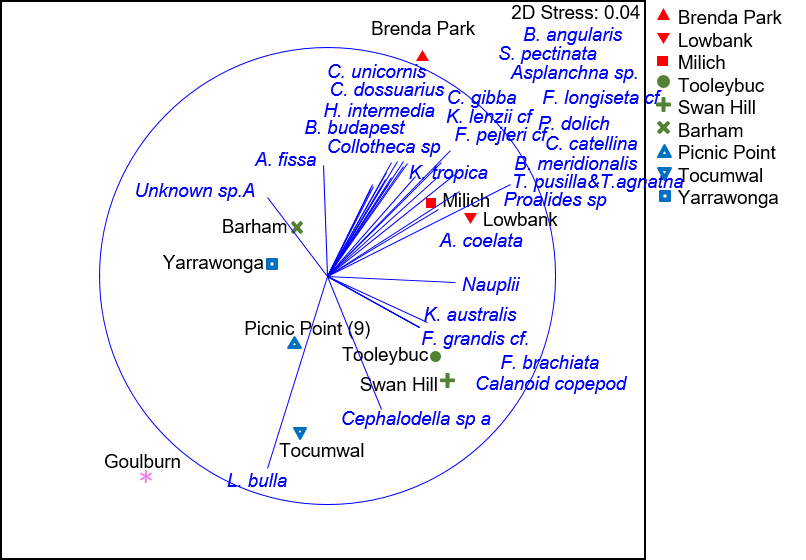 2D Stress: 0.04
Brenda Park
B. angularis
S. pectinata
C. unicornis
Asplanchna sp.
C. dossuarius
C. gibba
F. longiseta cf.
H. intermedia
K. lenzii cf
P. dolich
B. budapest
F. pejleri cf
C. catellina
Collotheca sp
A. fissa
K. tropica
B. meridionalis
Unknown sp.A
T. pusilla&T.agnatha
Milich
Proalides sp
Barham
Lowbank
A. coelata
Yarrawonga
Nauplii
K. australis
Picnic Point (9)
F. grandis cf.
Tooleybuc
F. brachiata
Swan Hill
Calanoid copepod
Cephalodella sp a
Tocumwal
Goulburn
L. bulla
Brenda Park
Lowbank
Milich
Tooleybuc
Swan Hill
Barham
Picnic Point
Tocumwal
Yarrawonga